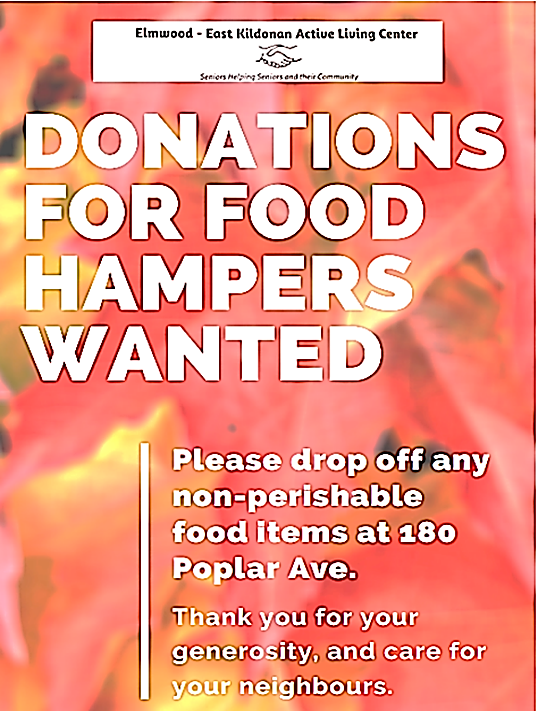 Elmwood - East Kildonan Active Living Center
Seniors Helping Seniors and their Community
DONATIONS
FOR FOOD
HAMPERS
WANTED
Please drop off any
non-perishable
food items at 180
Poplar Ave.
Thank you for your
generosity, and care for
your neighbours.